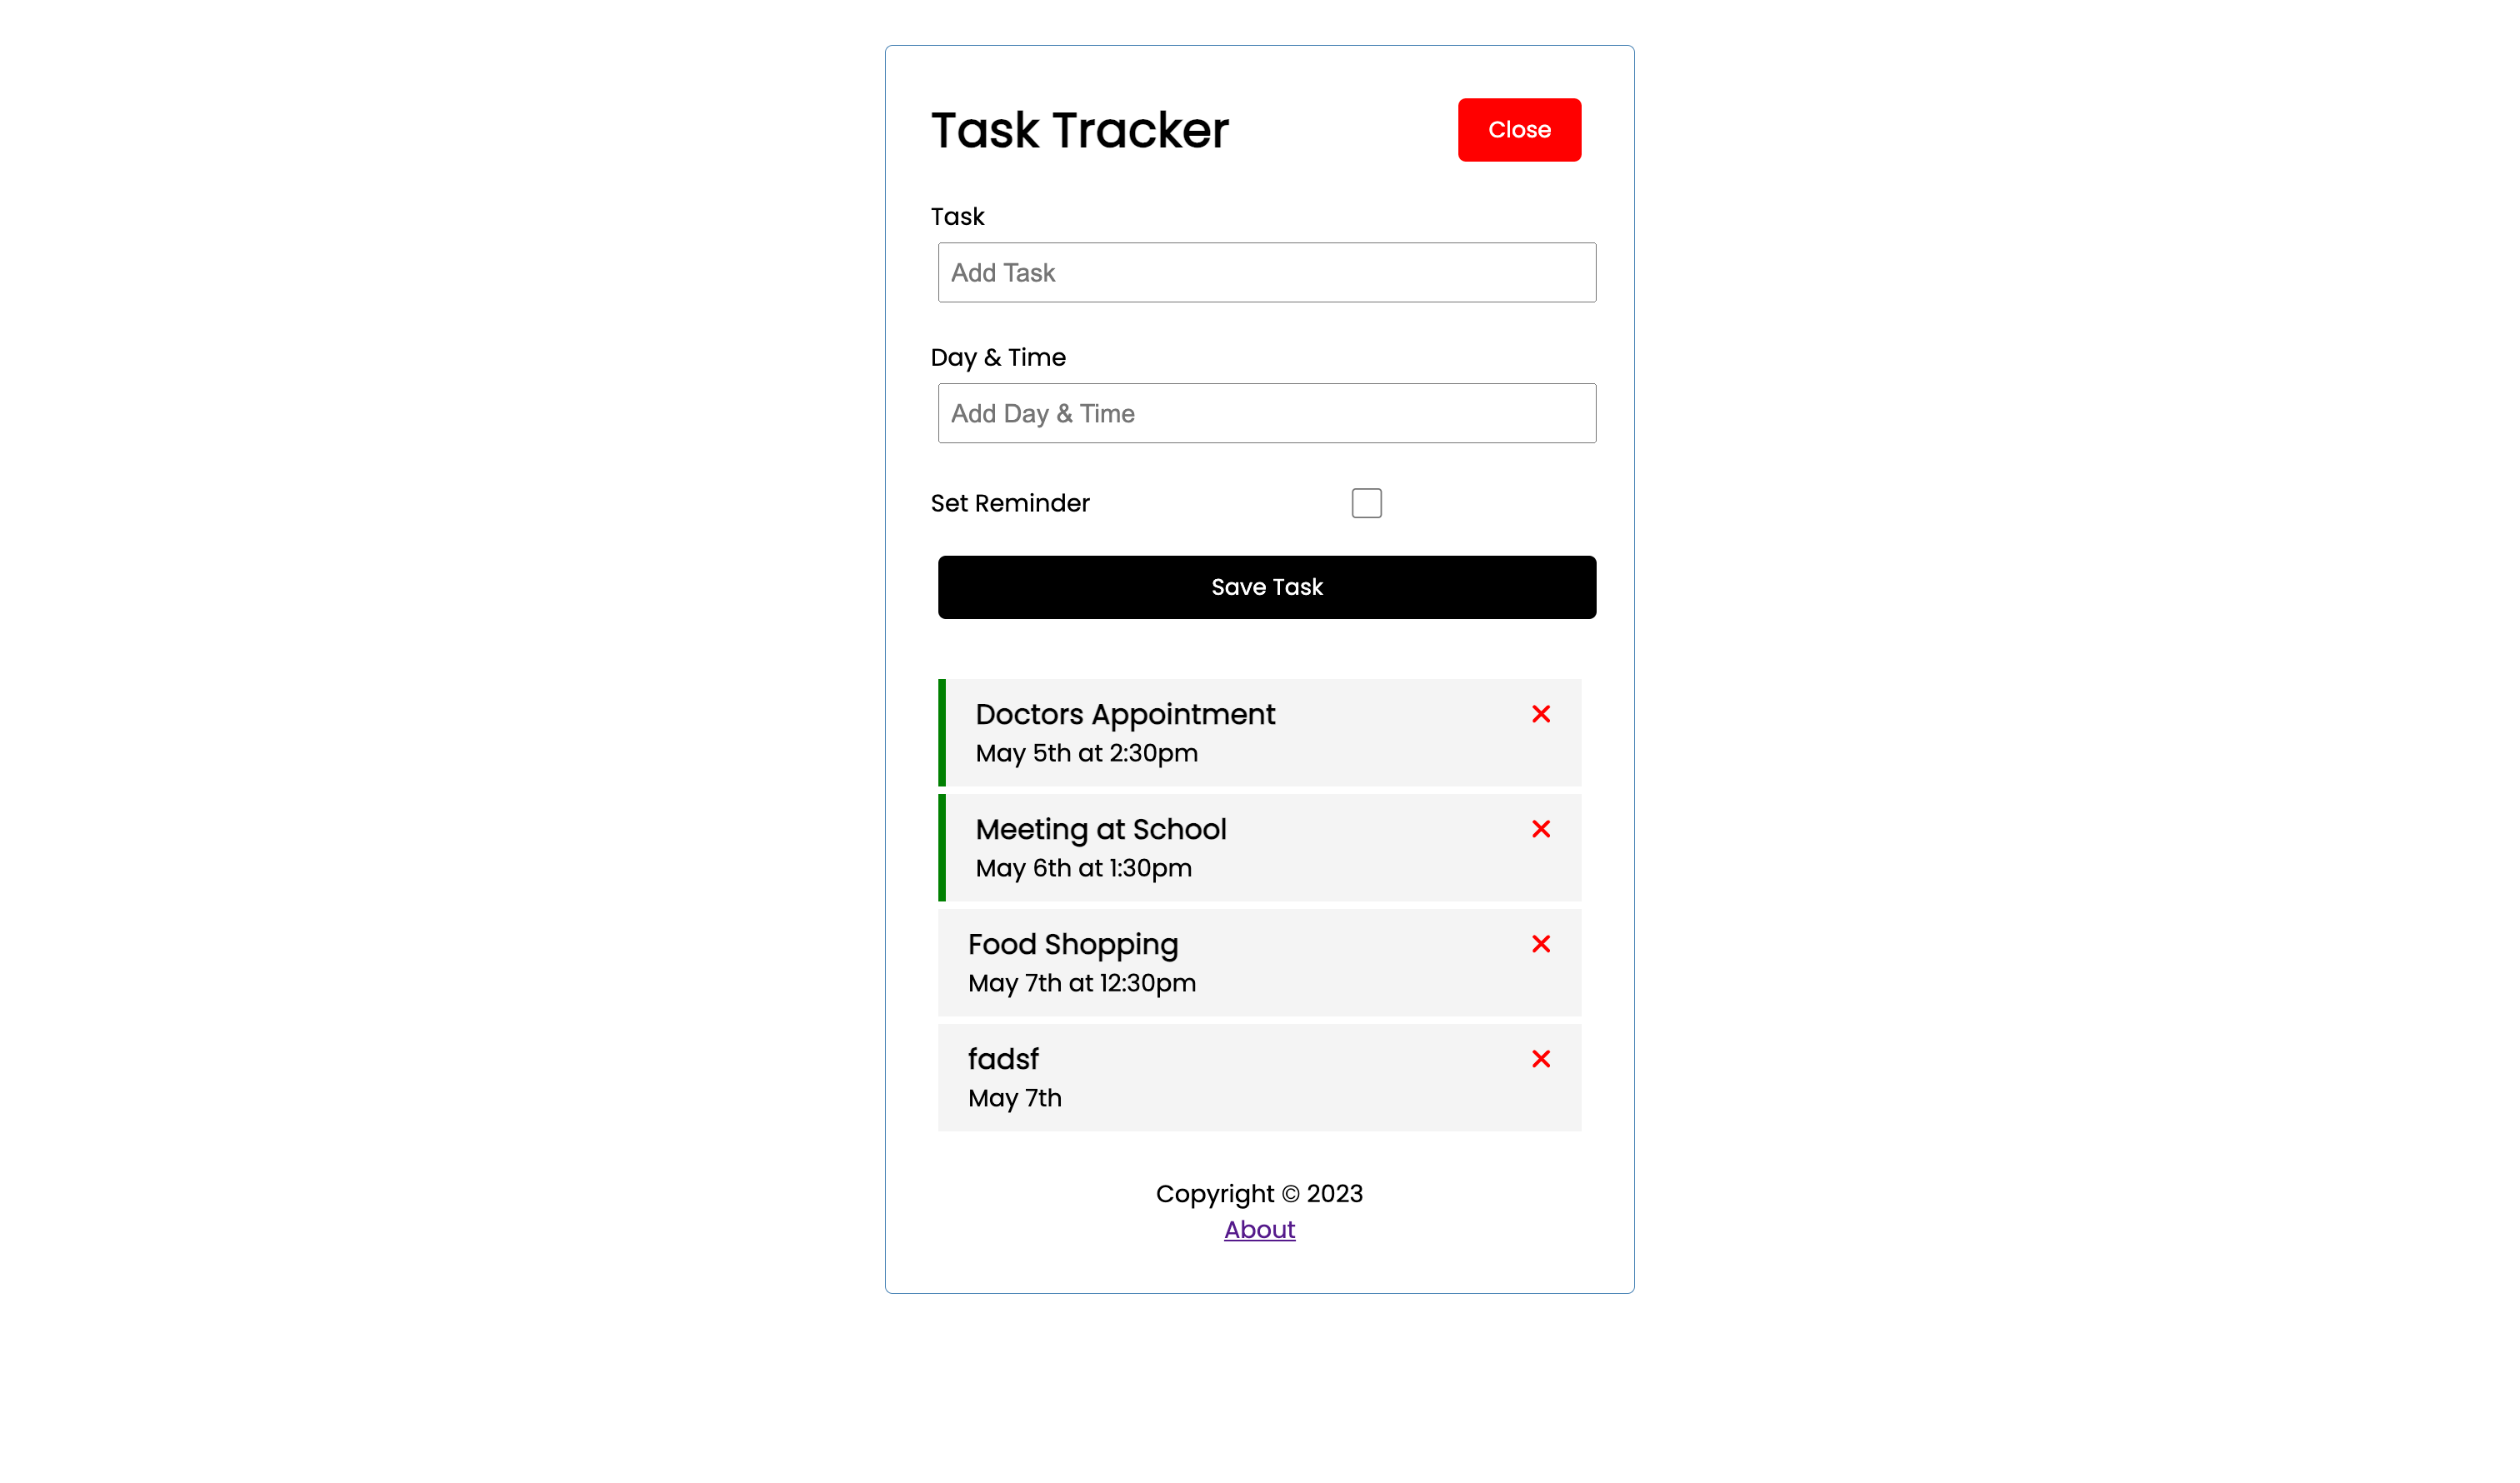 Task Tracker
Close
Task
Add Task
Day & Time
Add Day & Time
Set Reminder
Save Task
Doctors Appointment
May 5th at 2:30pm
Meeting at School
May 6th at 1:30pm
Food Shopping
May 7th at 12:30pm
fadsf
May 7th
Copyright © 2023
About